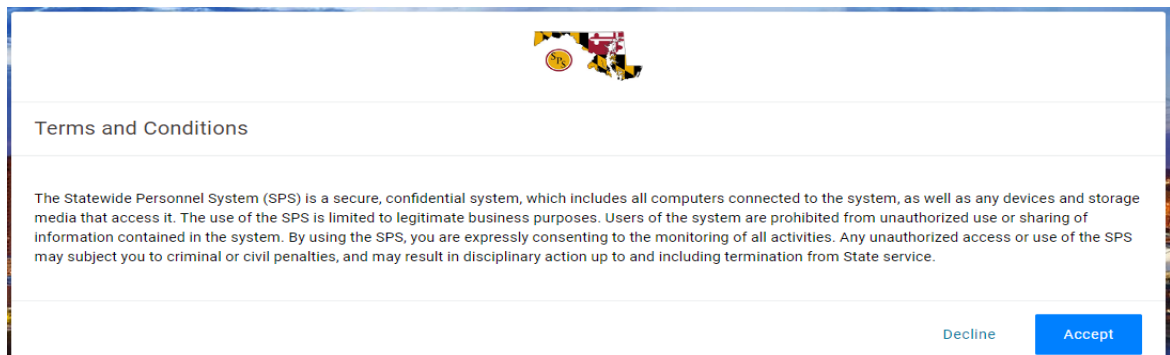 SPS
Terms and Conditions
The Statewide Personnel System (SPS) is a secure, confidential system, which includes all computers connected to the system, as well as any devices and storage
media that access it. The use of the SPS is limited to legitimate business purposes. Users of the system are prohibited from unauthorized use or sharing of
information contained in the system. By using the SPS, you are expressly consenting to the monitoring of all activities. Any unauthorized access or use of the SPS
may subject you to criminal or civil penalties, and may result in disciplinary action up to and including termination from State service.
Decline Accept